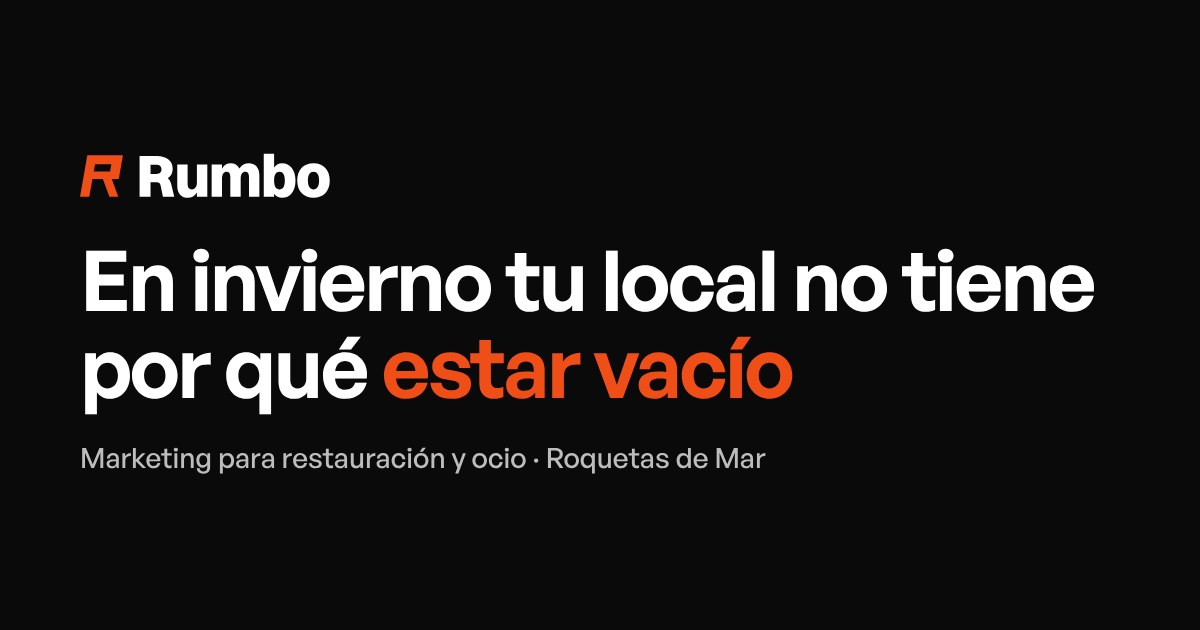 R Rumbo
En invierno tu local no tiene
por qué estar vacío
Marketing para restauración y ocio · Roquetas de Mar